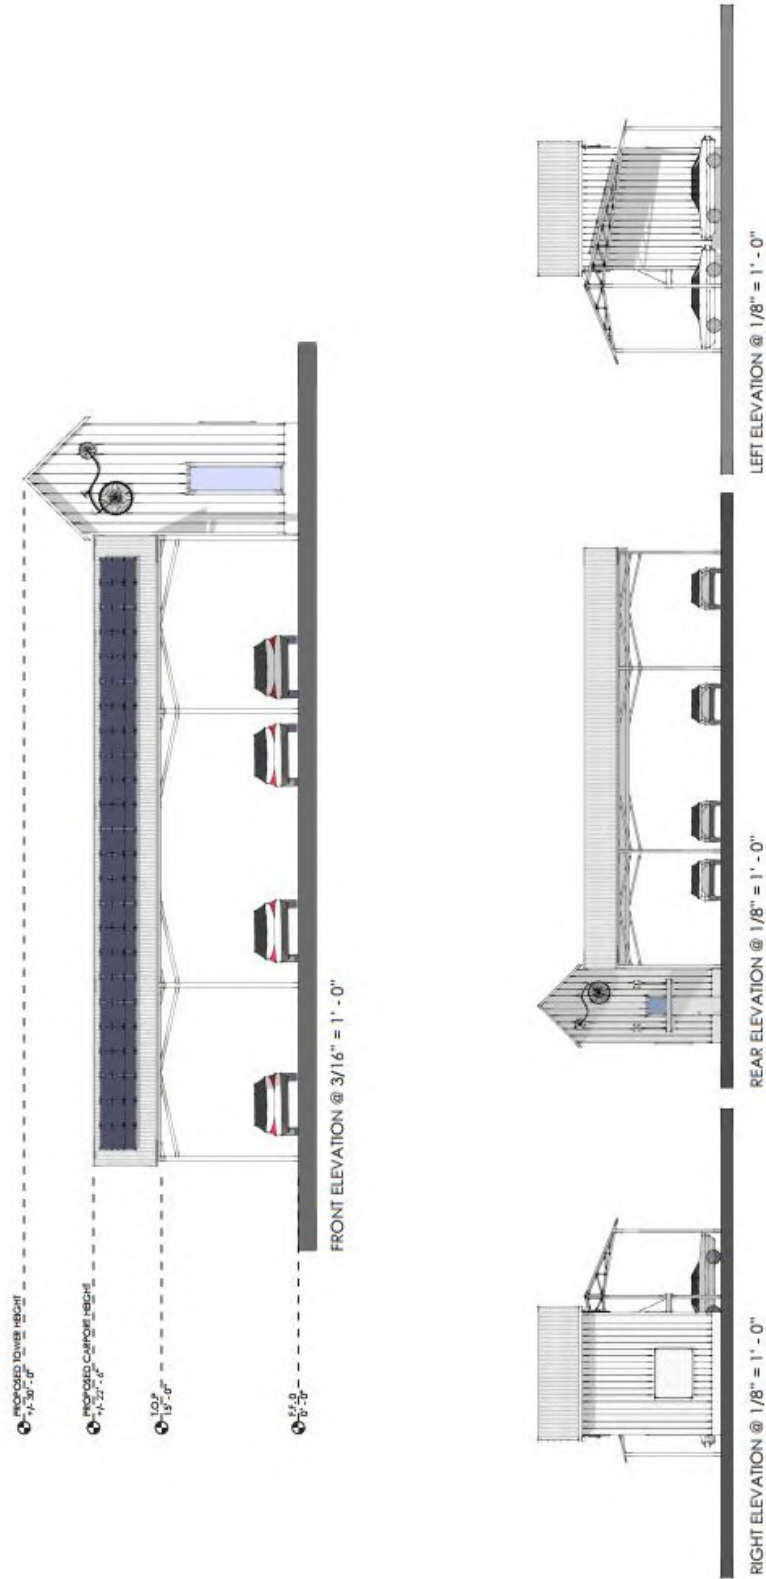 PROPOSED TOWER HEIGHT
+/- 30' - 0"
PROPOSED CARPORT HEIGHT
+/- 22' - 6"
T.O.P
15' - 0"
F.F. 0
0' - 0"
FRONT ELEVATION @ 3/16" = 1' - 0"
RIGHT ELEVATION @ 1/8" = 1' - 0"
REAR ELEVATION @ 1/8" = 1' - 0"
LEFT ELEVATION @ 1/8" = 1' - 0"